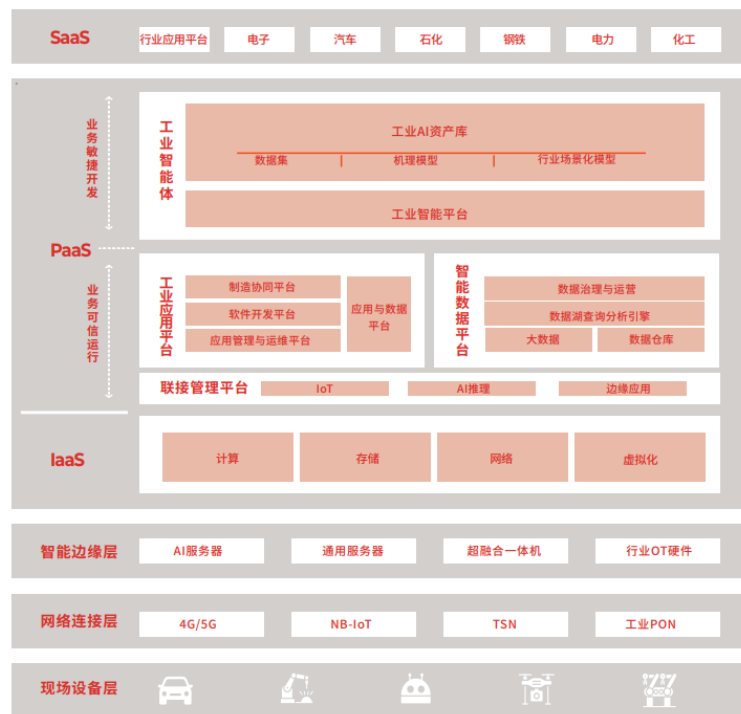 SaaS
行业应用平台 电子 汽车 石化 钢铁 电力 化工
业务敏捷开发
工业智能体
工业AI资产库
数据集 | 机理模型 | 行业场景化模型
工业智能平台
PaaS
业务可信运行
工业应用平台
制造协同平台
软件开发平台
应用管理与运维平台
应用与数据
平台
智能数据平台
数据治理与运营
数据湖查询分析引擎
大数据 数据仓库
联接管理平台 IoT AI推理 边缘应用
IaaS
计算 存储 网络 虚拟化
智能边缘层 AI服务器 通用服务器 超融合一体机 行业OT硬件
网络连接层 4G/5G NB-IoT TSN 工业PON
现场设备层